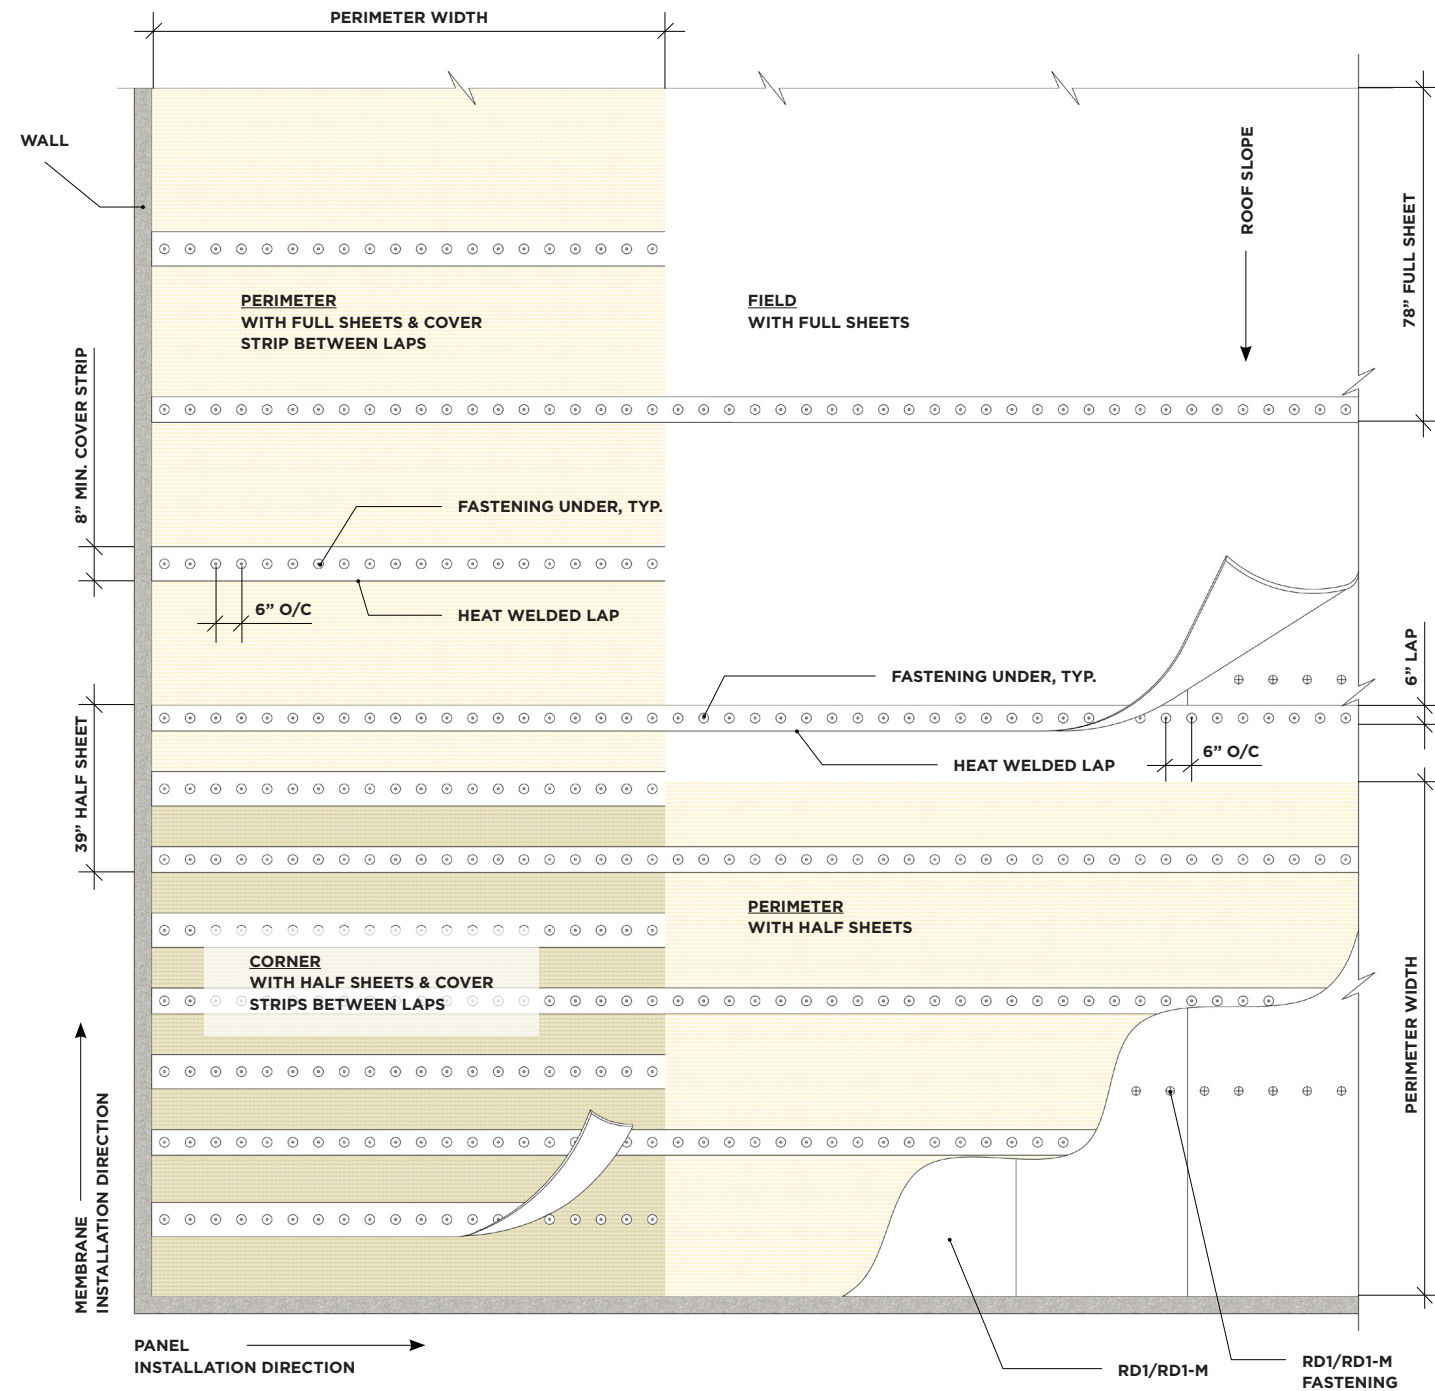 PERIMETER WIDTH
WALL
ROOF SLOPE
78” FULL SHEET
PERIMETER
WITH FULL SHEETS & COVER
STRIP BETWEEN LAPS
FIELD
WITH FULL SHEETS
8” MIN. COVER STRIP
FASTENING UNDER, TYP.
6” O/C
HEAT WELDED LAP
6” LAP
FASTENING UNDER, TYP.
39” HALF SHEET
HEAT WELDED LAP
6” O/C
PERIMETER
WITH HALF SHEETS
CORNER
WITH HALF SHEETS & COVER
STRIPS BETWEEN LAPS
PERIMETER WIDTH
MEMBRANE
INSTALLATION DIRECTION
PANEL
INSTALLATION DIRECTION
RD1/RD1-M
RD1/RD1-M
FASTENING